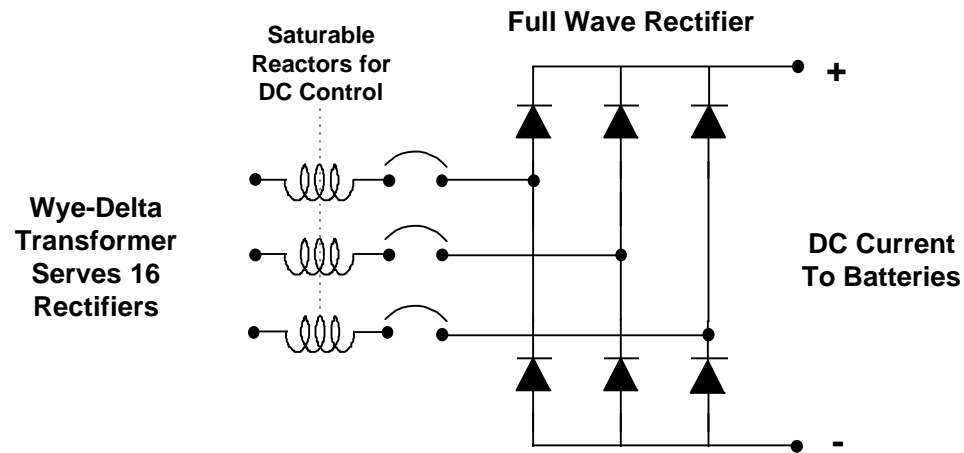 Full Wave Rectifier
Saturable
Reactors for
DC Control
+
Wye-Delta
Transformer
Serves 16
Rectifiers
DC Current
To Batteries
-